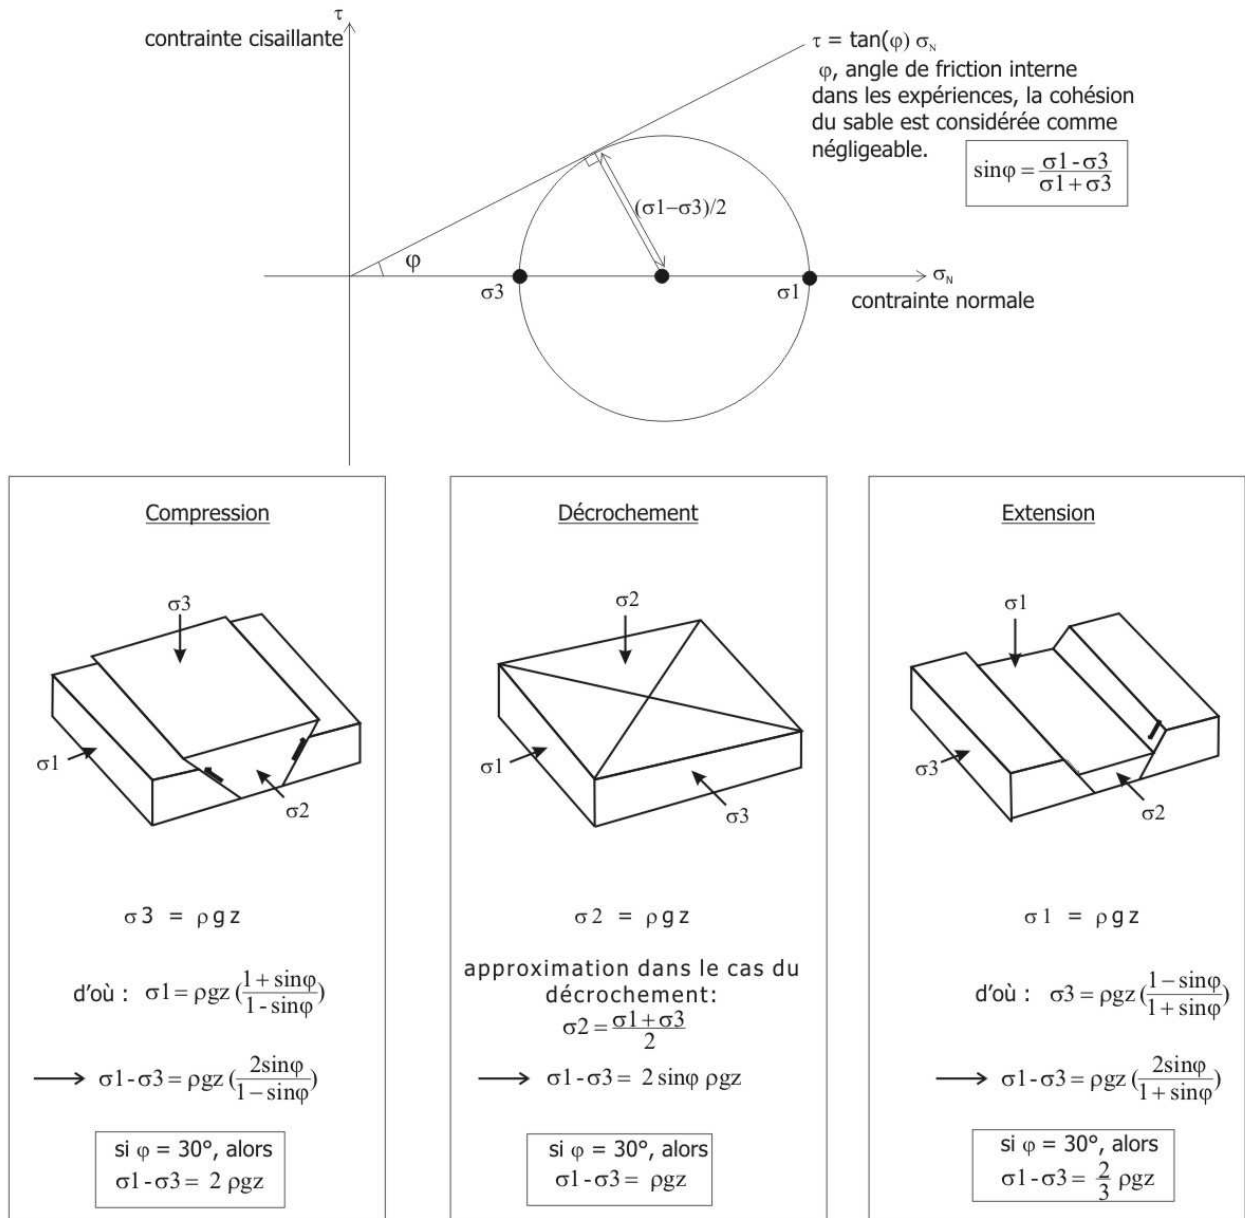 τ
contrainte cisaillante
τ = tan(φ) σN
φ, angle de friction interne
dans les expériences, la cohésion
du sable est considérée comme
négligeable.
sinφ = (σ1 - σ3)/(σ1 + σ3)
(σ1−σ3)/2
φ
σ3
σ1
σN
contrainte normale
Compression
σ3
σ1
σ2
σ3 = ρgz
d'où : σ1 = ρgz ((1 + sinφ)/(1 - sinφ))
→ σ1 - σ3 = ρgz (2sinφ/(1 − sinφ))
si φ = 30°, alors
σ1 - σ3 = 2 ρgz
Décrochement
σ2
σ1
σ3
σ2 = ρgz
approximation dans le cas du
décrochement:
σ2 = (σ1 + σ3)/2
→ σ1 - σ3 = 2 sinφ ρgz
si φ = 30°, alors
σ1 - σ3 = ρgz
Extension
σ1
σ3
σ2
σ1 = ρgz
d'où : σ3 = ρgz ((1 − sinφ)/(1 + sinφ))
→ σ1 - σ3 = ρgz (2sinφ/(1 + sinφ))
si φ = 30°, alors
σ1 - σ3 = 2/3 ρgz